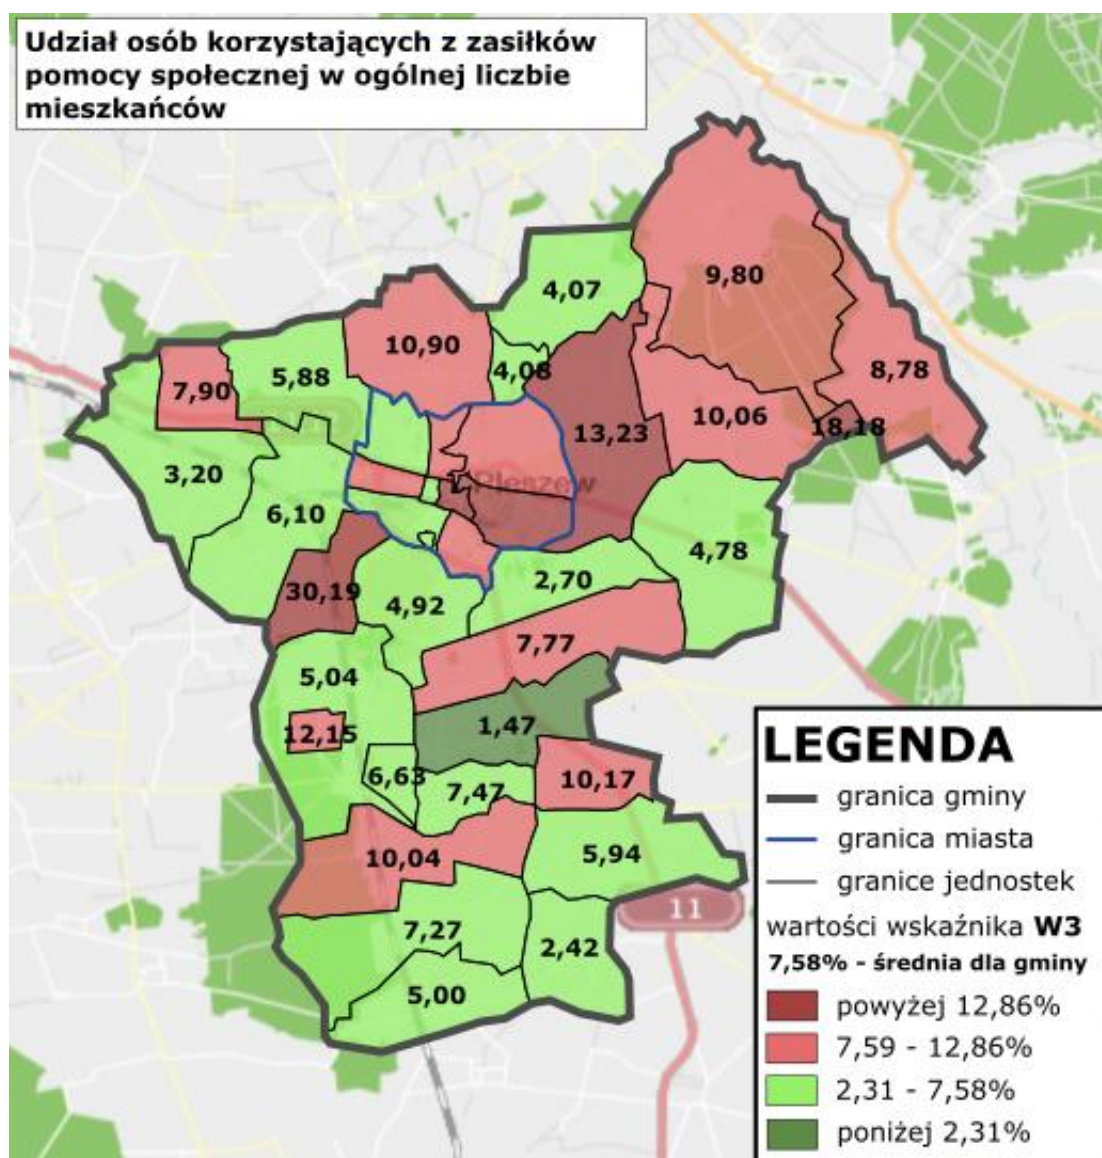 Udział osób korzystających z zasiłków
pomocy społecznej w ogólnej liczbie
mieszkańców
9,80
4,07
10,90
8,78
4,08
5,88
7,90
10,06
18,18
13,23
3,20
Pleszew
6,10
4,78
2,70
30,19
4,92
7,77
5,04
1,47
12,15
6,63
10,17
7,47
5,94
10,04
11
7,27
2,42
5,00
LEGENDA
granica gminy
granica miasta
granice jednostek
wartości wskaźnika W3
7,58% - średnia dla gminy
powyżej 12,86%
7,59 - 12,86%
2,31 - 7,58%
poniżej 2,31%